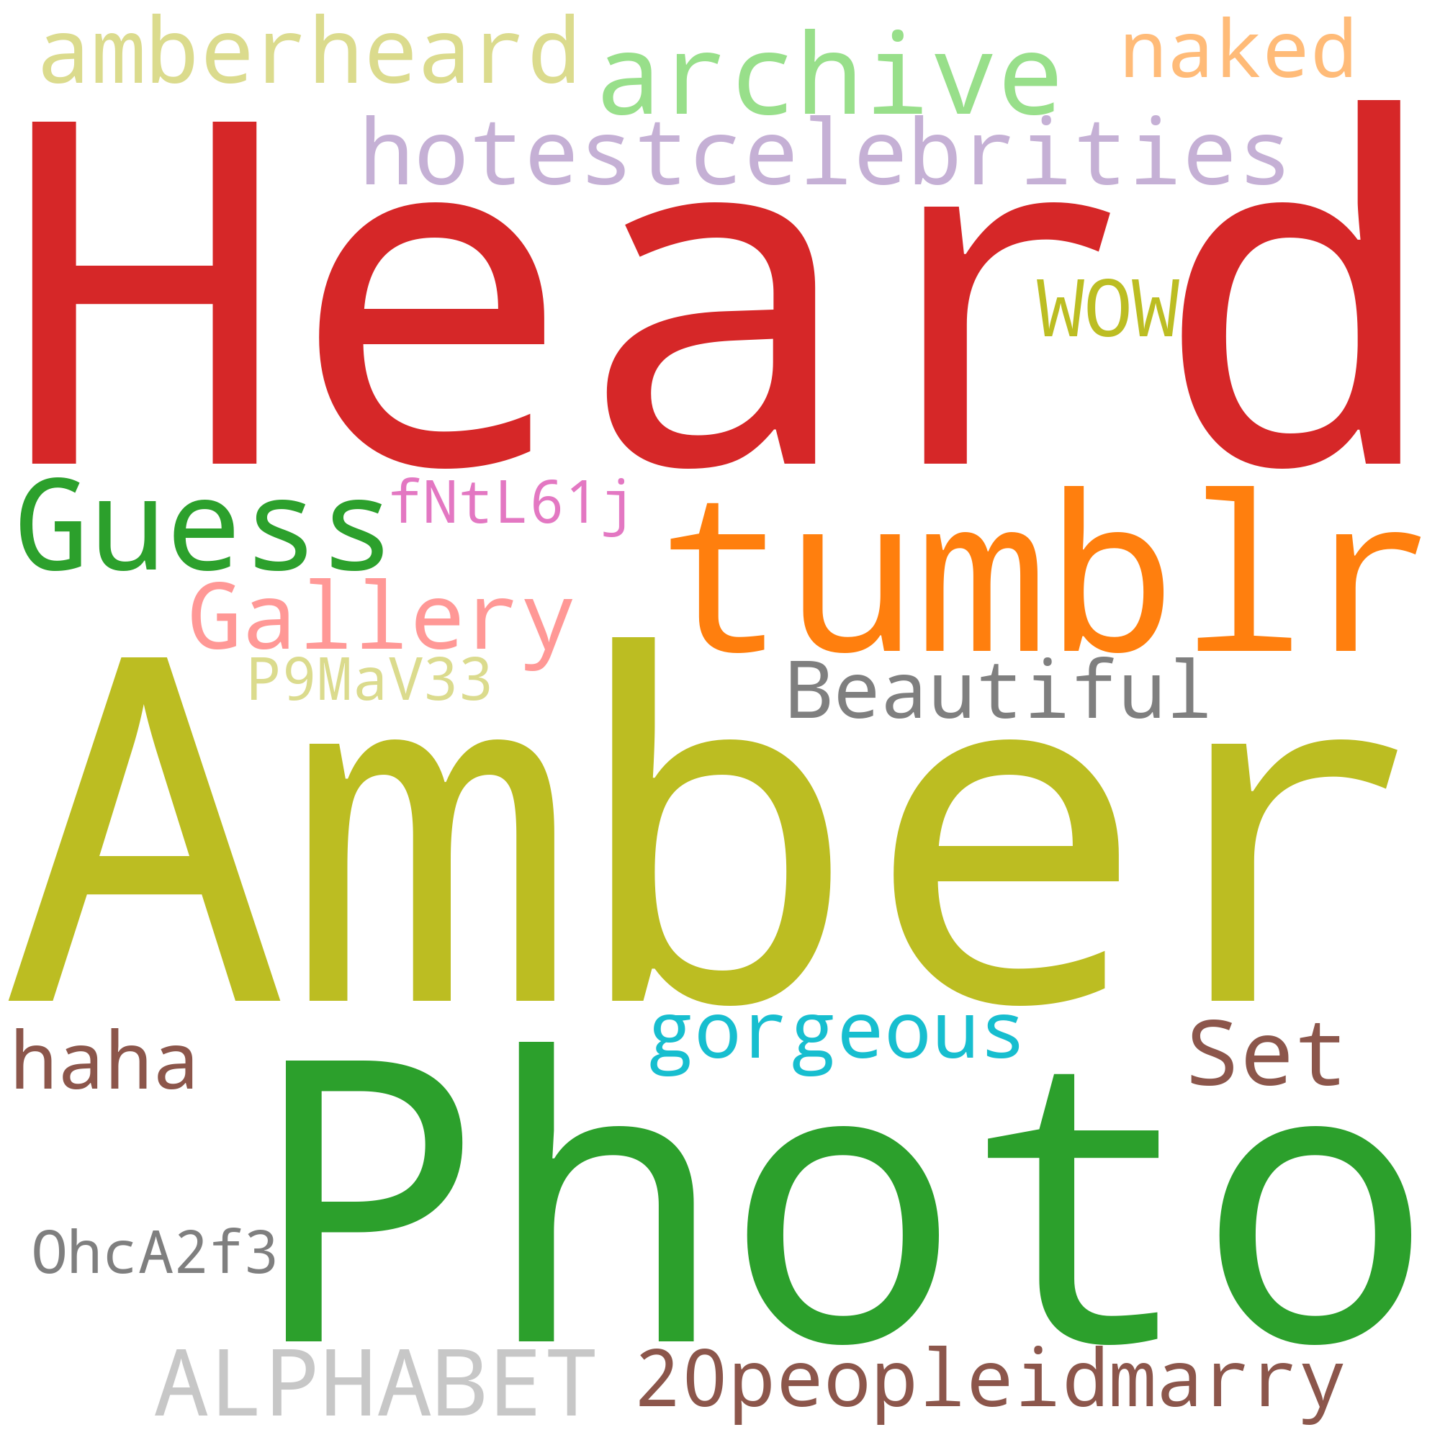 amberheard
archive
naked
hotestcelebrities
Heard
WOW
Guess
fNtL61j
tumblr
Gallery
P9MaV33
Beautiful
Amber
haha
gorgeous
Set
Photo
OhcA2f3
ALPHABET
20peopleidmarry